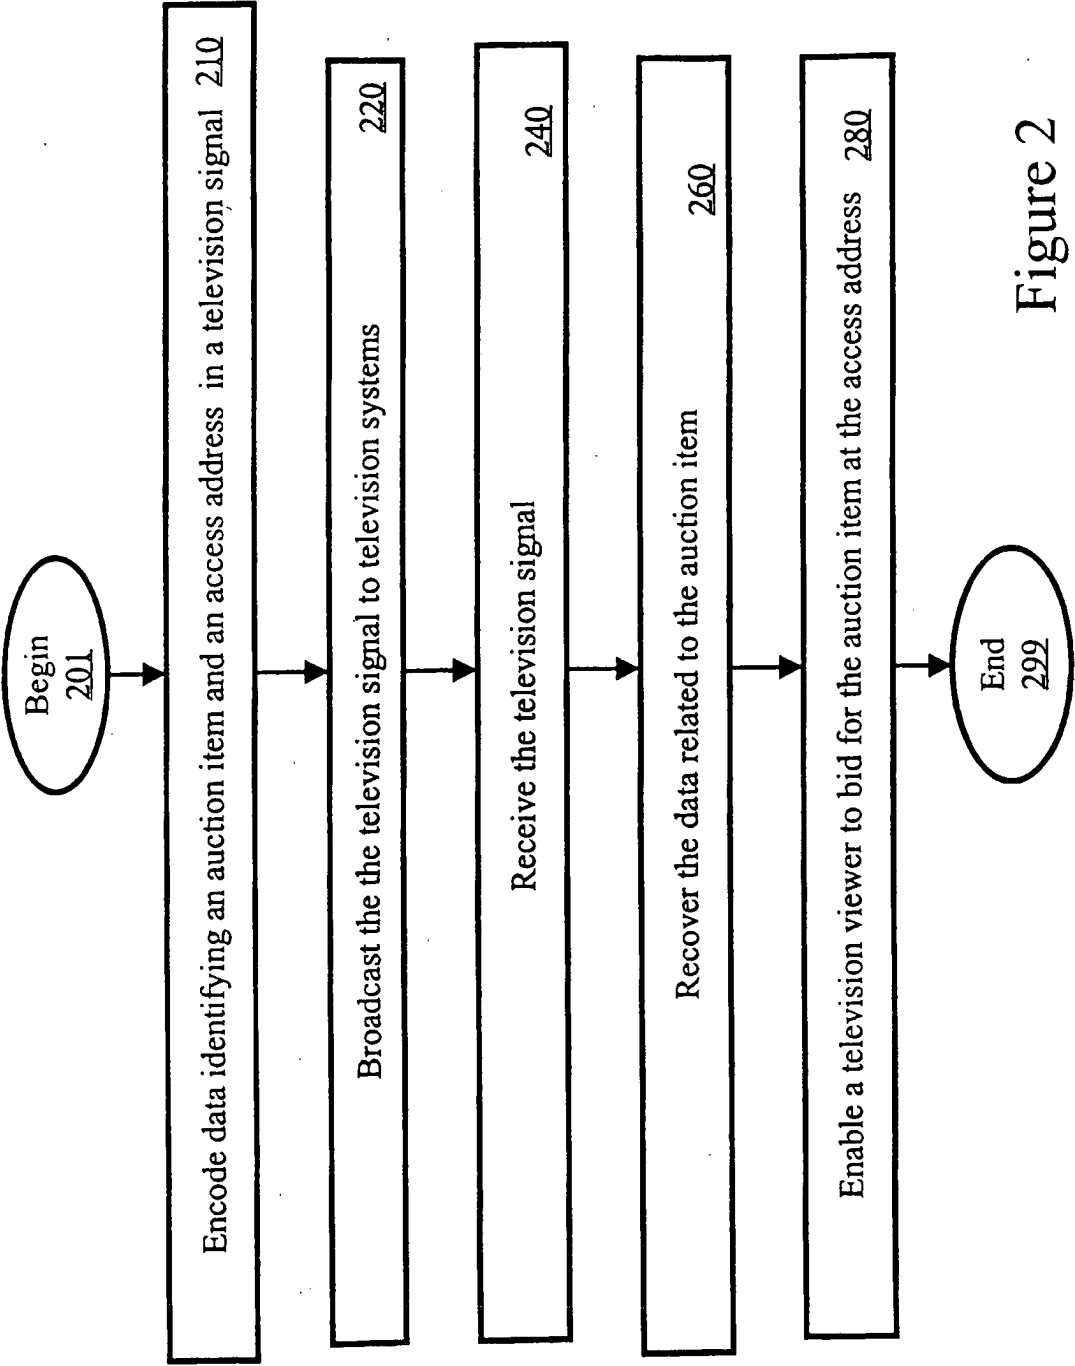 Begin
201
Encode data identifying an auction item and an access address in a television signal 210
Broadcast the the television signal to television systems 220
Receive the television signal 240
Recover the data related to the auction item 260
Enable a television viewer to bid for the auction item at the access address 280
End
299
Figure 2